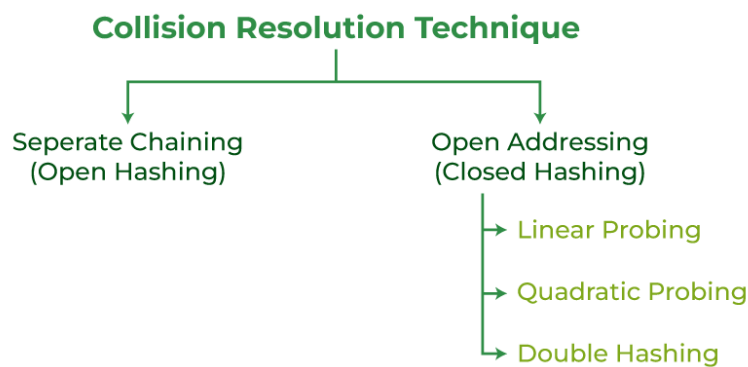 Collision Resolution Technique
Seperate Chaining
(Open Hashing)
Open Addressing
(Closed Hashing)
Linear Probing
Quadratic Probing
Double Hashing